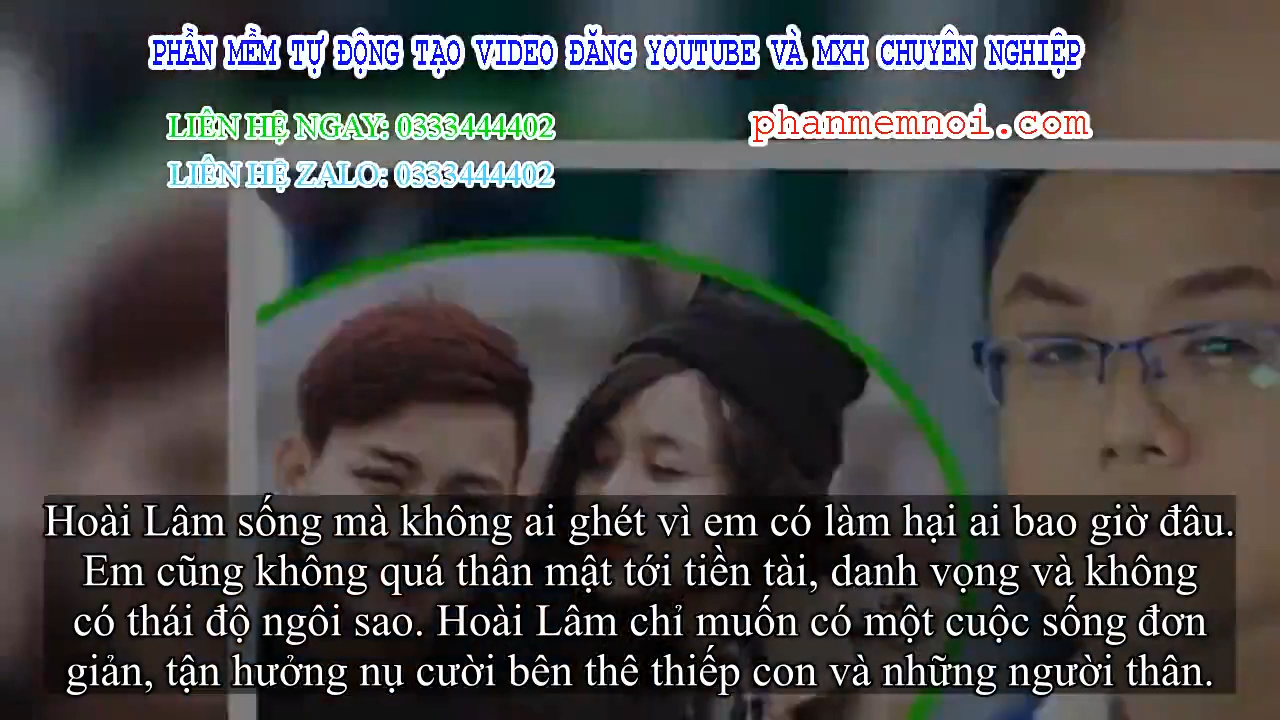 PHẦN MỀM TỰ ĐỘNG TẠO VIDEO ĐĂNG YOUTUBE VÀ MXH CHUYÊN NGHIỆP
LIÊN HỆ NGAY: 0333444402
phanmemnoi.com
LIÊN HỆ ZALO: 0333444402
Hoài Lâm sống mà không ai ghét vì em có làm hại ai bao giờ đâu.
Em cũng không quá thân mật tới tiền tài, danh vọng và không
có thái độ ngôi sao. Hoài Lâm chỉ muốn có một cuộc sống đơn
giản, tận hưởng nụ cười bên thê thiếp con và những người thân.